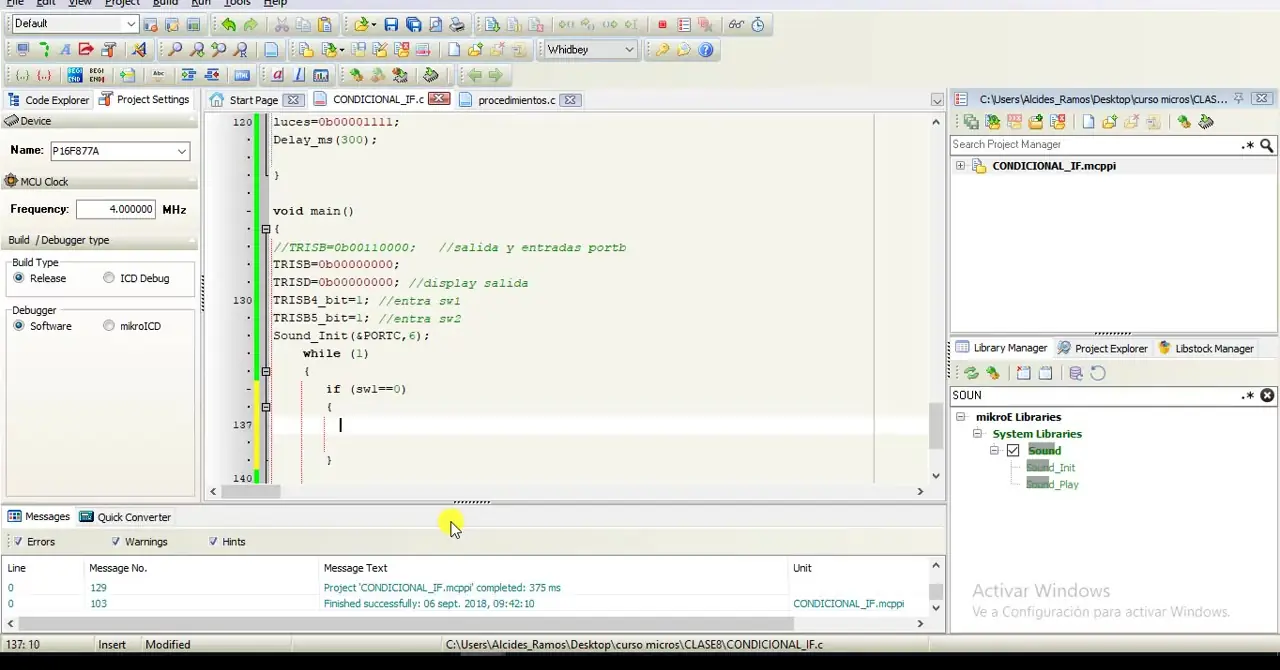 File Edit View Project Build Run Tools Help
Default
Whidbey
Code Explorer Project Settings
Device
Name: P16F877A
MCU Clock
Frequency: 4.000000 MHz
Build / Debugger type
Build Type
Release ICD Debug
Debugger
Software mikroICD
Start Page CONDICIONAL_IF.c procedimientos.c
120 luces=0b00001111;
Delay_ms(300);
}
void main()
{
//TRISB=0b00110000; //salida y entradas portb
TRISB=0b00000000;
TRISD=0b00000000; //display salida
130 TRISB4_bit=1; //entra sw1
TRISB5_bit=1; //entra sw2
Sound_Init(&PORTC,6);
while (1)
{
if (sw1==0)
{
137
}
140
C:\Users\Alcides_Ramos\Desktop\curso micros\CLAS...
Search Project Manager
CONDICIONAL_IF.mcppi
Library Manager Project Explorer Libstock Manager
SOUN
mikroE Libraries
System Libraries
Sound
Sound_Init
Sound_Play
Messages Quick Converter
Errors Warnings Hints
Line Message No. Message Text Unit
0 129 Project 'CONDICIONAL_IF.mcppi' completed: 375 ms
0 103 Finished successfully: 06 sept. 2018, 09:42:10 CONDICIONAL_IF.mcppi
Activar Windows
Ve a Configuración para activar Windows.
137: 10 Insert Modified C:\Users\Alcides_Ramos\Desktop\curso micros\CLASE8\CONDICIONAL_IF.c